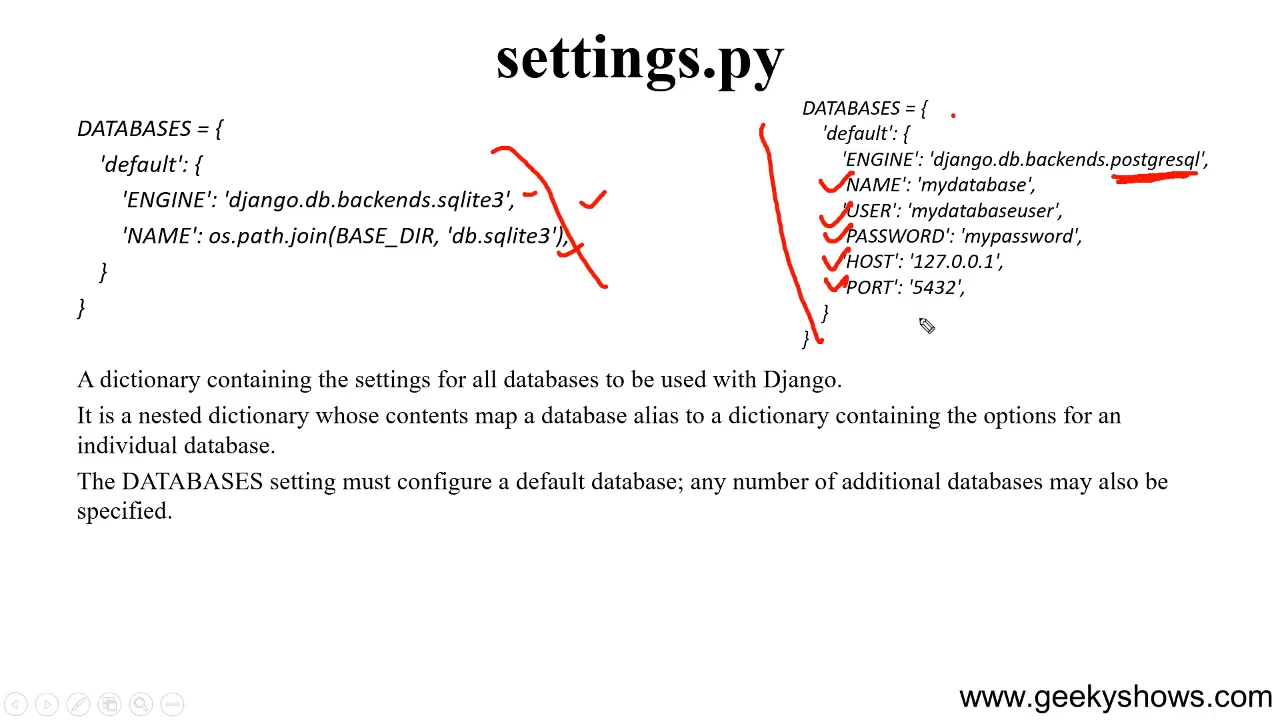 settings.py
DATABASES = {
'default': {
'ENGINE': 'django.db.backends.sqlite3',
'NAME': os.path.join(BASE_DIR, 'db.sqlite3'),
}
}
DATABASES = {
'default': {
'ENGINE': 'django.db.backends.postgresql',
'NAME': 'mydatabase',
'USER': 'mydatabaseuser',
'PASSWORD': 'mypassword',
'HOST': '127.0.0.1',
'PORT': '5432',
}
}
A dictionary containing the settings for all databases to be used with Django.
It is a nested dictionary whose contents map a database alias to a dictionary containing the options for an
individual database.
The DATABASES setting must configure a default database; any number of additional databases may also be
specified.
www.geekyshows.com